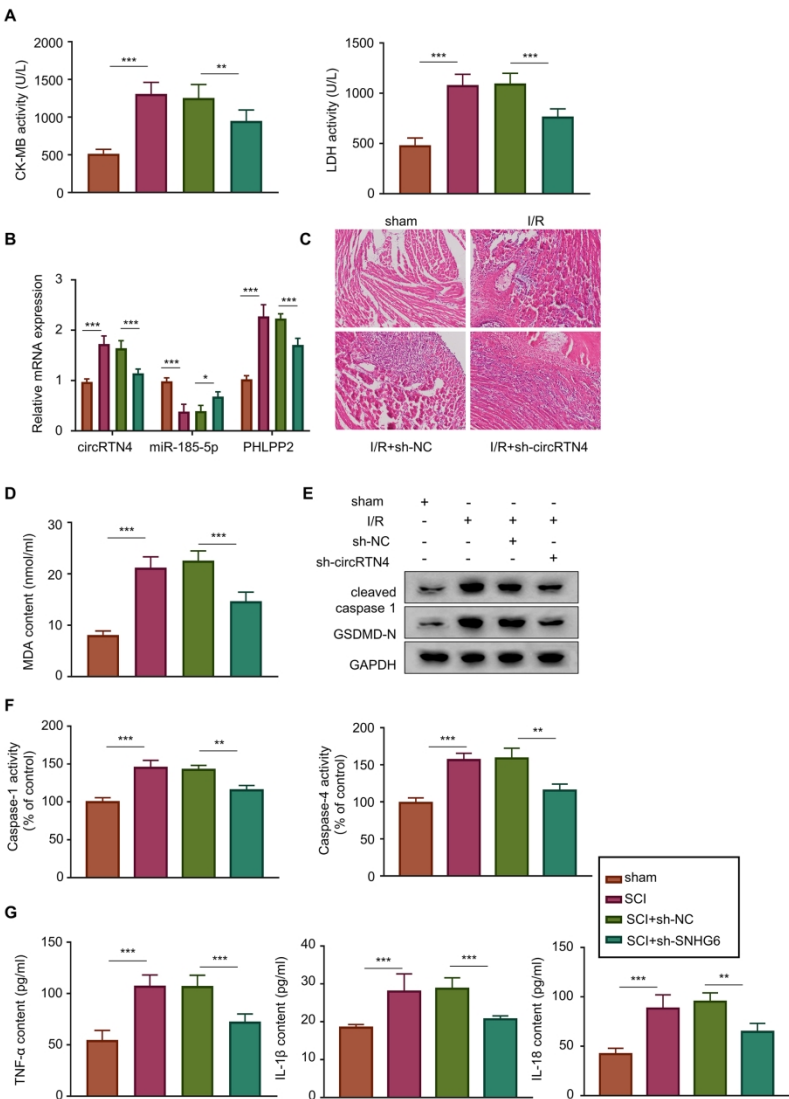 A
CK-MB activity (U/L)
1500
1000
500
0
2000
***
**
LDH activity (U/L)
1500
1000
500
0
***
***
B
Relative mRNA expression
3
2
1
0
***
***
***
*
***
***
circRTN4 miR-185-5p PHLPP2
C
sham I/R
I/R+sh-NC I/R+sh-circRTN4
D
MDA content (nmol/ml)
30
20
10
0
***
***
E
sham + - - -
I/R - + + +
sh-NC - - + -
sh-circRTN4 - - - +
cleaved
caspase 1
GSDMD-N
GAPDH
F
Caspase-1 activity
(% of control)
200
150
100
50
0
***
**
Caspase-4 activity
(% of control)
200
150
100
50
0
***
**
sham
SCI
SCI+sh-NC
SCI+sh-SNHG6
G
TNF-α content (pg/ml)
150
100
50
0
***
***
IL-1β content (pg/ml)
40
30
20
10
0
***
***
IL-18 content (pg/ml)
150
100
50
0
***
**